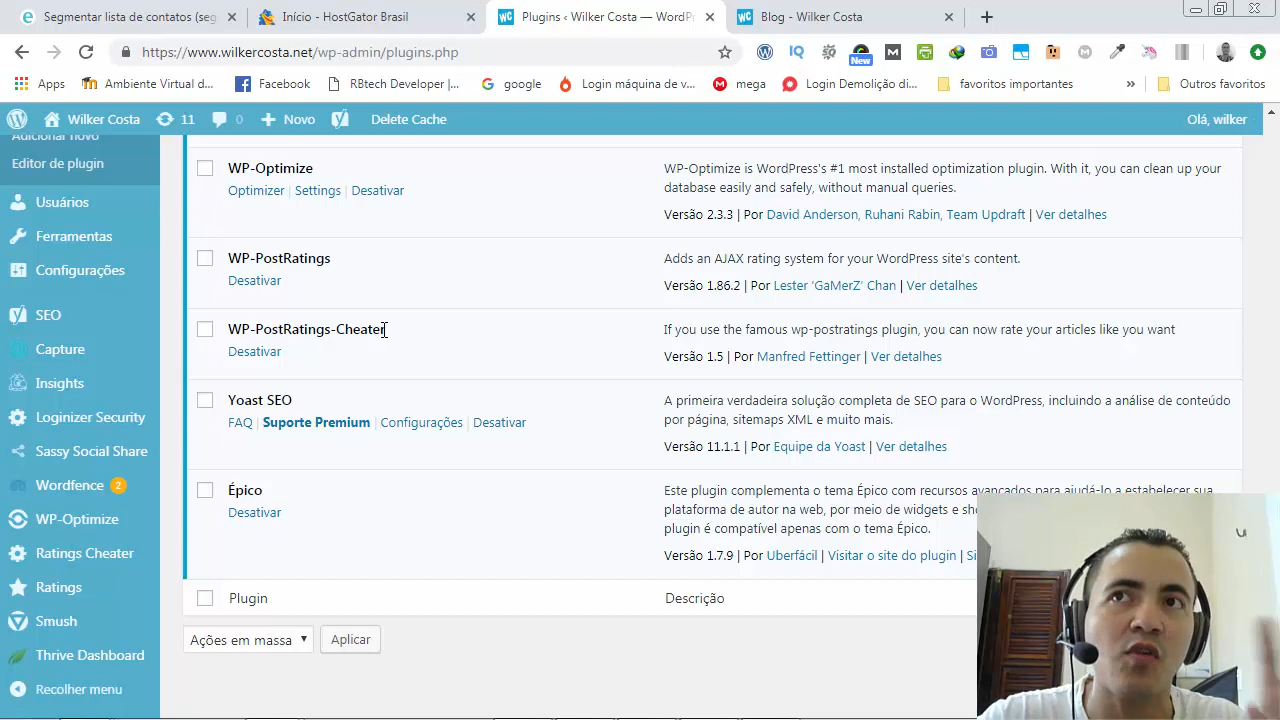 Segmentar lista de contatos (seg
Início - HostGator Brasil
Plugins ‹ Wilker Costa — WordPr
Blog - Wilker Costa
https://www.wilkercosta.net/wp-admin/plugins.php
New
Apps
Ambiente Virtual d...
Facebook
RBtech Developer |...
google
Login máquina de v...
mega
Login Demolição di...
favoritos importantes
»
Outros favoritos
Wilker Costa
11
0
Novo
Delete Cache
Olá, wilker
Adicionar novo
Editor de plugin
Usuários
Ferramentas
Configurações
SEO
Capture
Insights
Loginizer Security
Sassy Social Share
Wordfence 2
WP-Optimize
Ratings Cheater
Ratings
Smush
Thrive Dashboard
Recolher menu
WP-Optimize
Optimizer | Settings | Desativar
WP-Optimize is WordPress's #1 most installed optimization plugin. With it, you can clean up your
database easily and safely, without manual queries.
Versão 2.3.3 | Por David Anderson, Ruhani Rabin, Team Updraft | Ver detalhes
WP-PostRatings
Desativar
Adds an AJAX rating system for your WordPress site's content.
Versão 1.86.2 | Por Lester 'GaMerZ' Chan | Ver detalhes
WP-PostRatings-Cheater
Desativar
If you use the famous wp-postratings plugin, you can now rate your articles like you want
Versão 1.5 | Por Manfred Fettinger | Ver detalhes
Yoast SEO
FAQ | Suporte Premium | Configurações | Desativar
A primeira verdadeira solução completa de SEO para o WordPress, incluindo a análise de conteúdo
por página, sitemaps XML e muito mais.
Versão 11.1.1 | Por Equipe da Yoast | Ver detalhes
Épico
Desativar
Este plugin complementa o tema Épico com recursos avançados para ajudá-lo a estabelecer sua
plataforma de autor na web, por meio de widgets e sho
plugin é compatível apenas com o tema Épico.
Versão 1.7.9 | Por Uberfácil | Visitar o site do plugin | Si
Plugin
Descrição
Ações em massa
Aplicar